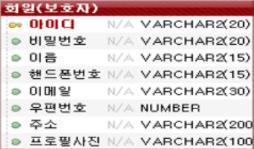 회원(보호자)
아이디 N/A VARCHAR2(20)
비밀번호 N/A VARCHAR2(20)
이름 N/A VARCHAR2(15)
핸드폰번호 N/A VARCHAR2(15)
이메일 N/A VARCHAR2(30)
우편번호 N/A NUMBER
주소 N/A VARCHAR2(200
프로필사진 N/A VARCHAR2(100